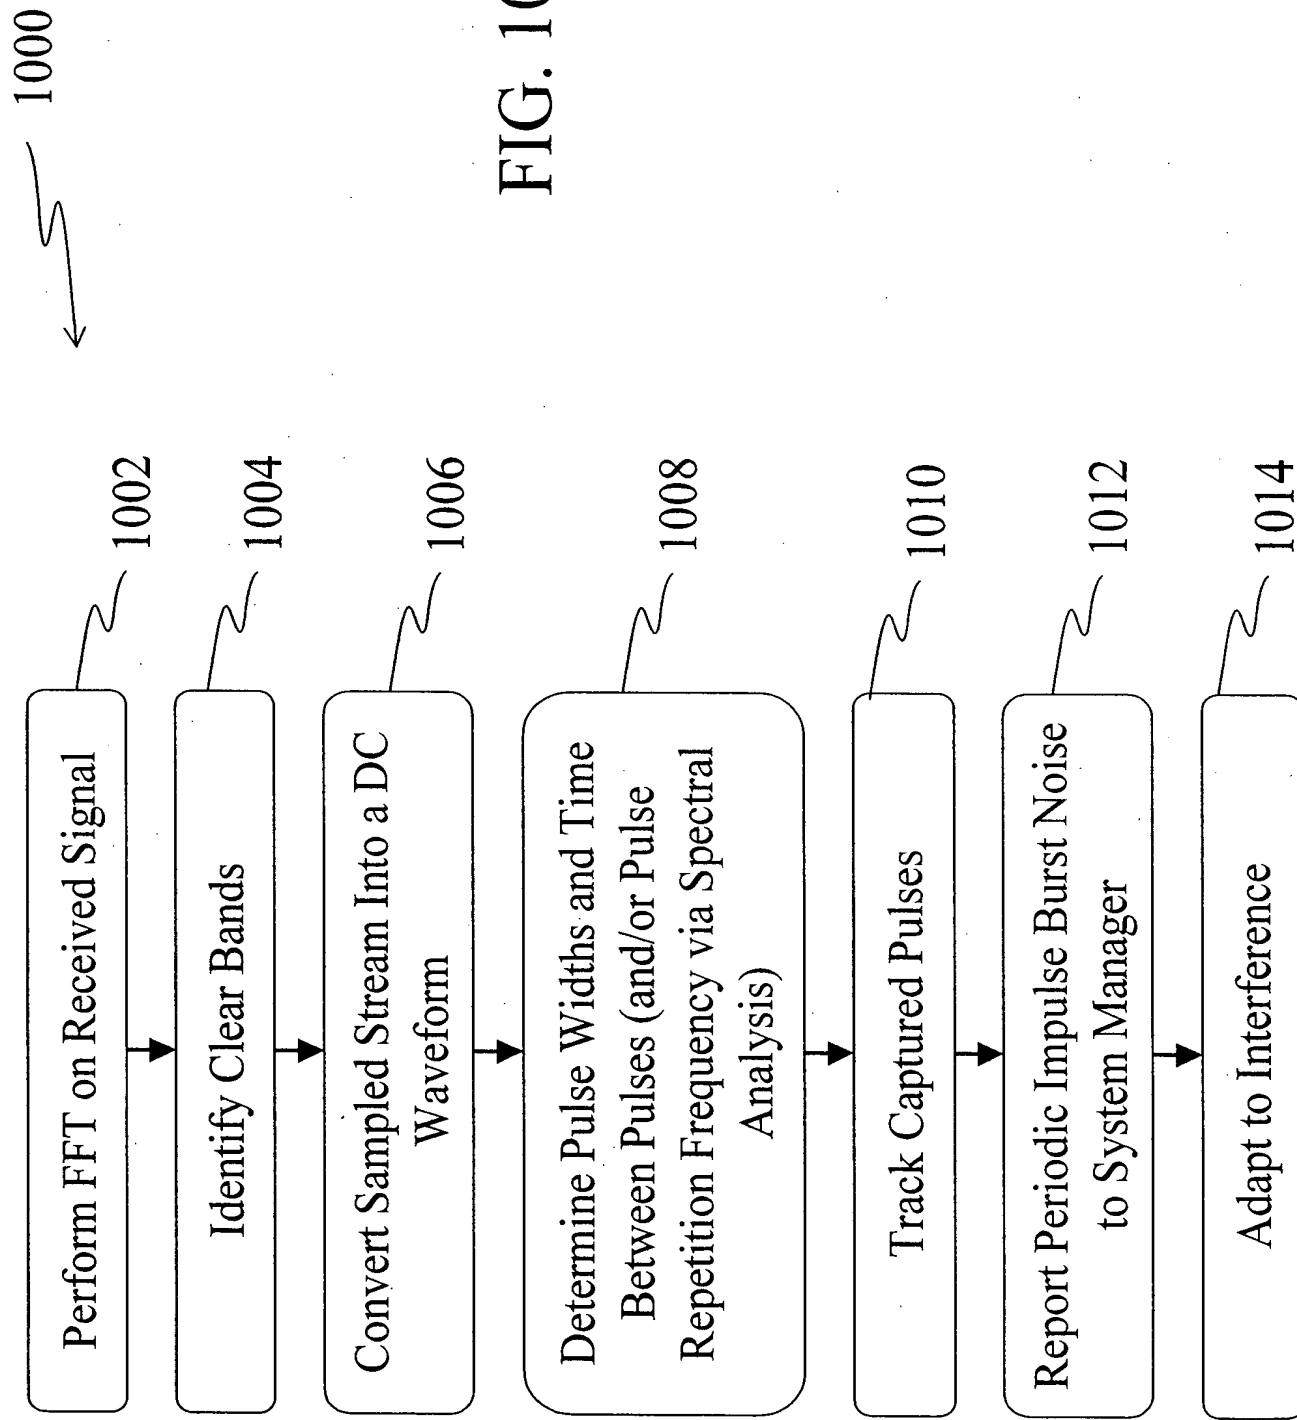 1000
Perform FFT on Received Signal
1002
Identify Clear Bands
1004
Convert Sampled Stream Into a DC
Waveform
1006
Determine Pulse Widths and Time
Between Pulses (and/or Pulse
Repetition Frequency via Spectral
Analysis)
1008
Track Captured Pulses
1010
Report Periodic Impulse Burst Noise
to System Manager
1012
Adapt to Interference
1014
FIG. 10